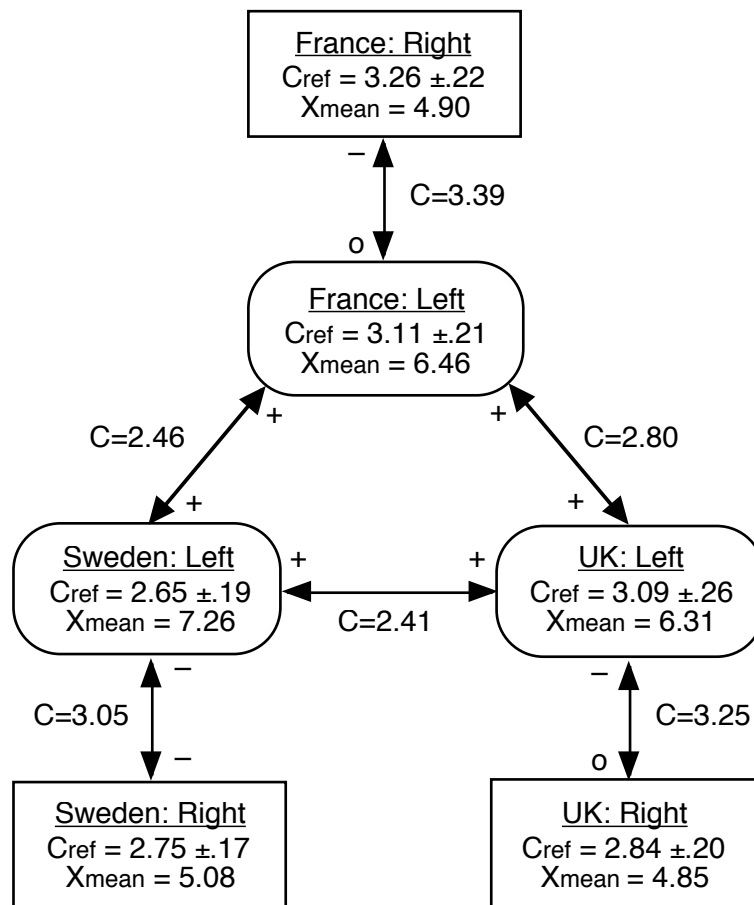 France: Right
Cref = 3.26 ±.22
Xmean = 4.90
–
C=3.39
o
France: Left
Cref = 3.11 ±.21
Xmean = 6.46
+ +
C=2.46 C=2.80
+ +
Sweden: Left
Cref = 2.65 ±.19
Xmean = 7.26
+ +
C=2.41
UK: Left
Cref = 3.09 ±.26
Xmean = 6.31
– –
C=3.05 C=3.25
– o
Sweden: Right
Cref = 2.75 ±.17
Xmean = 5.08
UK: Right
Cref = 2.84 ±.20
Xmean = 4.85